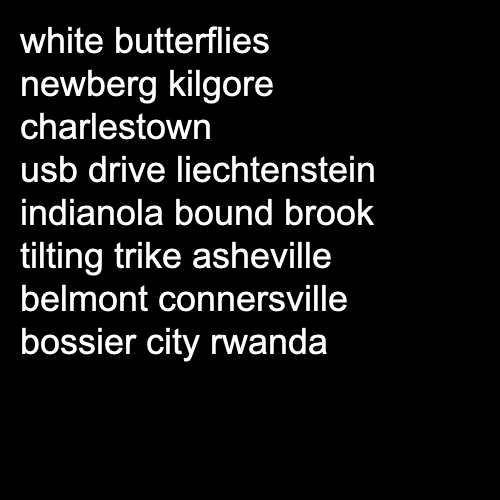 white butterflies
newberg kilgore
charlestown
usb drive liechtenstein
indianola bound brook
tilting trike asheville
belmont connersville
bossier city rwanda